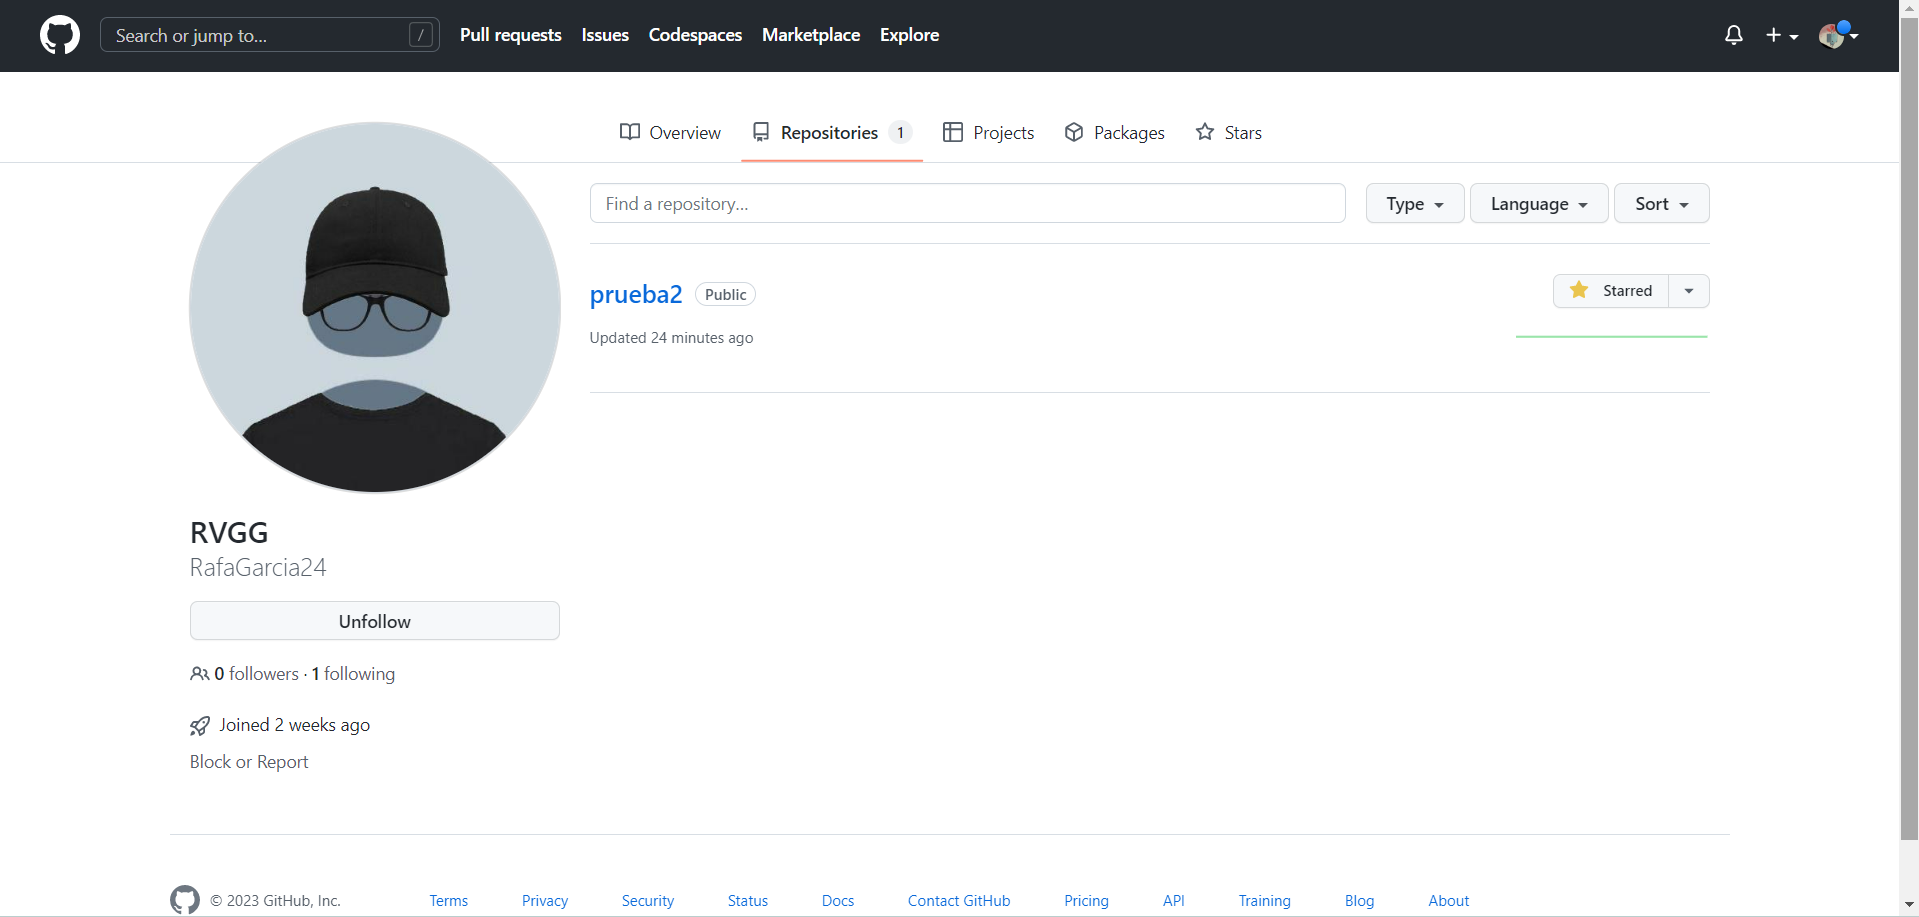 Search or jump to... /
Pull requests Issues Codespaces Marketplace Explore
Overview Repositories 1 Projects Packages Stars
Find a repository...
Type Language Sort
prueba2 Public
Starred
Updated 24 minutes ago
RVGG
RafaGarcia24
Unfollow
0 followers · 1 following
Joined 2 weeks ago
Block or Report
© 2023 GitHub, Inc. Terms Privacy Security Status Docs Contact GitHub Pricing API Training Blog About